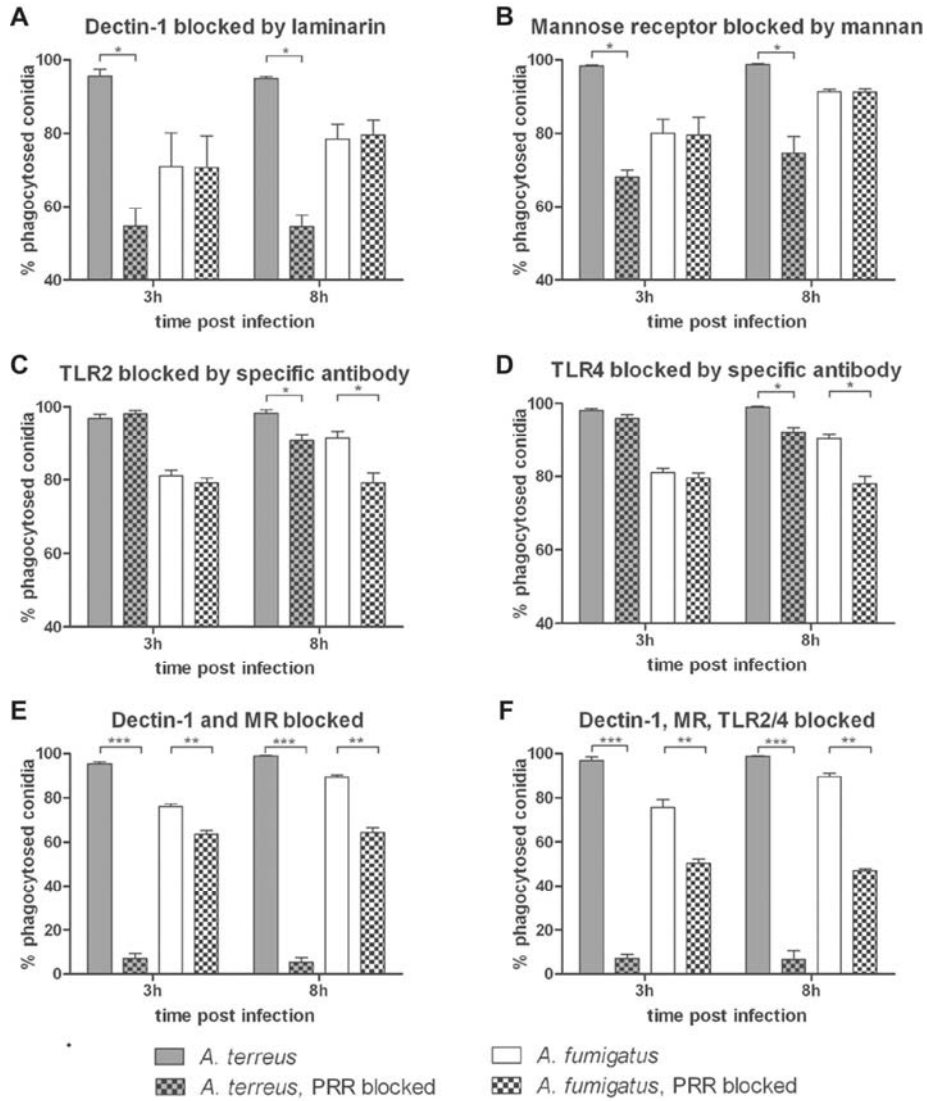 A
Dectin-1 blocked by laminarin
% phagocytosed conidia
100
80
60
40
*
*
3h
8h
time post infection
B
Mannose receptor blocked by mannan
% phagocytosed conidia
100
80
60
40
*
*
3h
8h
time post infection
C
TLR2 blocked by specific antibody
% phagocytosed conidia
100
80
60
40
*
*
3h
8h
time post infection
D
TLR4 blocked by specific antibody
% phagocytosed conidia
100
80
60
40
*
*
3h
8h
time post infection
E
Dectin-1 and MR blocked
% phagocytosed conidia
100
80
60
40
20
0
***
**
***
**
3h
8h
time post infection
F
Dectin-1, MR, TLR2/4 blocked
% phagocytosed conidia
100
80
60
40
20
0
***
**
***
**
3h
8h
time post infection
A. terreus
A. fumigatus
A. terreus, PRR blocked
A. fumigatus, PRR blocked